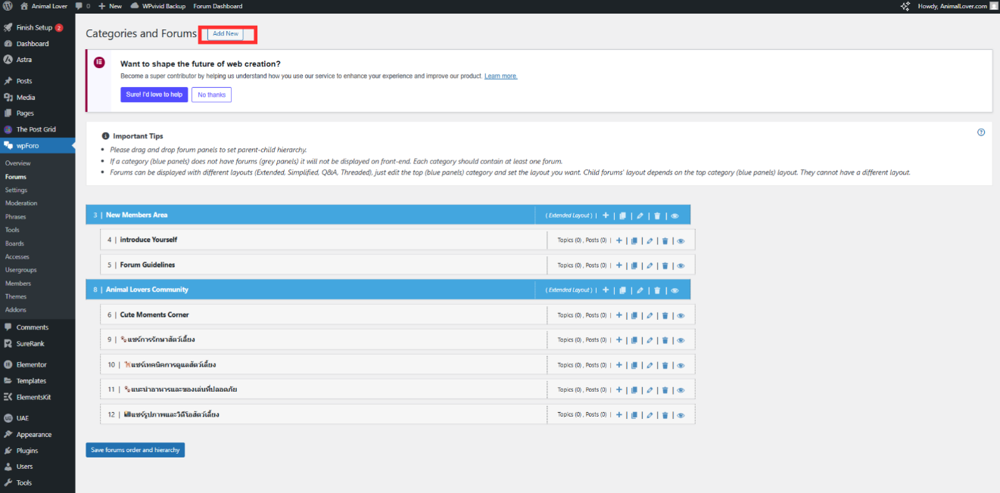 Animal Lover 0 New WPvivid Backup Forum Dashboard Howdy, AnimalLover.com
Finish Setup 2
Dashboard
Astra
Posts
Media
Pages
The Post Grid
wpForo
Overview
Forums
Settings
Moderation
Phrases
Tools
Boards
Accesses
Usergroups
Members
Themes
Addons
Comments
SureRank
Elementor
Templates
ElementsKit
UAE
Appearance
Plugins
Users
Tools
Categories and Forums Add New
Want to shape the future of web creation?
Become a super contributor by helping us understand how you use our service to enhance your experience and improve our product. Learn more.
Sure! I'd love to help No thanks
Important Tips
• Please drag and drop forum panels to set parent-child hierarchy.
• If a category (blue panels) does not have forums (grey panels) it will not be displayed on front-end. Each category should contain at least one forum.
• Forums can be displayed with different layouts (Extended, Simplified, Q&A, Threaded), just edit the top (blue panels) category and set the layout you want. Child forums' layout depends on the top category (blue panels) layout. They cannot have a different layout.
3 | New Members Area ( Extended Layout ) |
4 | introduce Yourself Topics (0) , Posts (0) |
5 | Forum Guidelines Topics (0) , Posts (0) |
8 | Animal Lovers Community ( Extended Layout ) |
6 | Cute Moments Corner Topics (0) , Posts (0) |
9 | แชร์การรักษาสัตว์เลี้ยง Topics (0) , Posts (0) |
10 | แชร์เทคนิคการดูแลสัตว์เลี้ยง Topics (0) , Posts (0) |
11 | แนะนำอาหารและของเล่นที่ปลอดภัย Topics (0) , Posts (0) |
12 | แชร์รูปภาพและวิดีโอสัตว์เลี้ยง Topics (0) , Posts (0) |
Save forums order and hierarchy